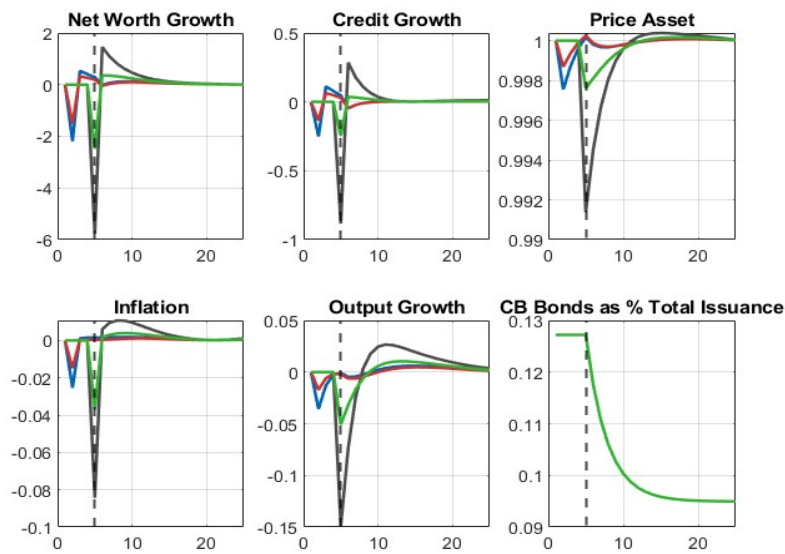 Net Worth Growth
Credit Growth
Price Asset
2
0
-2
-4
-6
0 10 20
0.5
0
-0.5
-1
0 10 20
1
0.998
0.996
0.994
0.992
0.99
0 10 20
Inflation
Output Growth
CB Bonds as % Total Issuance
0
-0.02
-0.04
-0.06
-0.08
-0.1
0 10 20
0.05
0
-0.05
-0.1
-0.15
0 10 20
0.13
0.12
0.11
0.1
0.09
0 10 20